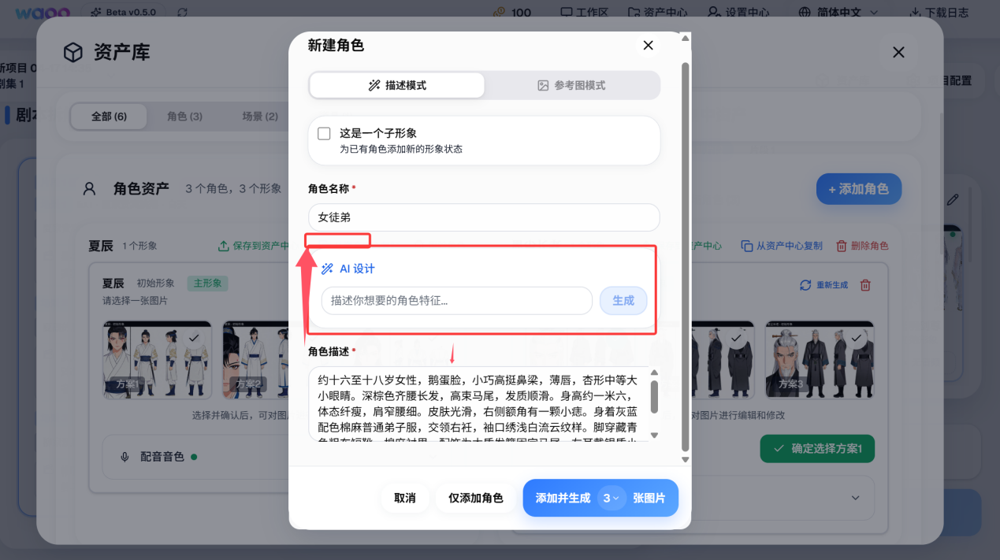 waoo
Beta v0.5.0
100
工作区
资产中心
设置中心
简体中文
下载日志
资产库
新建角色
描述模式
参考图模式
全部 (6)
角色 (3)
场景 (2)
这是一个子形象
为已有角色添加新的形象状态
角色资产
3 个角色，3 个形象
+ 添加角色
角色名称 *
女徒弟
夏辰
1 个形象
保存到资产中
产中心
从资产中心复制
删除角色
AI 设计
描述你想要的角色特征...
生成
夏辰
初始形象
主形象
请选择一张图片
重新生成
方案1
方案2
方案3
角色描述 *
约十六至十八岁女性，鹅蛋脸，小巧高挺鼻梁，薄唇，杏形中等大
小眼睛。深棕色齐腰长发，高束马尾，发质顺滑。身高约一米六，
体态纤瘦，肩窄腰细。皮肤光滑，右侧额角有一颗小痣。身着灰蓝
配色棉麻普通弟子服，交领右衽，袖口绣浅白流云纹样。脚穿藏青
选择并确认后，可对图
对图片进行编辑和修改
配音音色
确定选择方案1
取消
仅添加角色
添加并生成
3
张图片